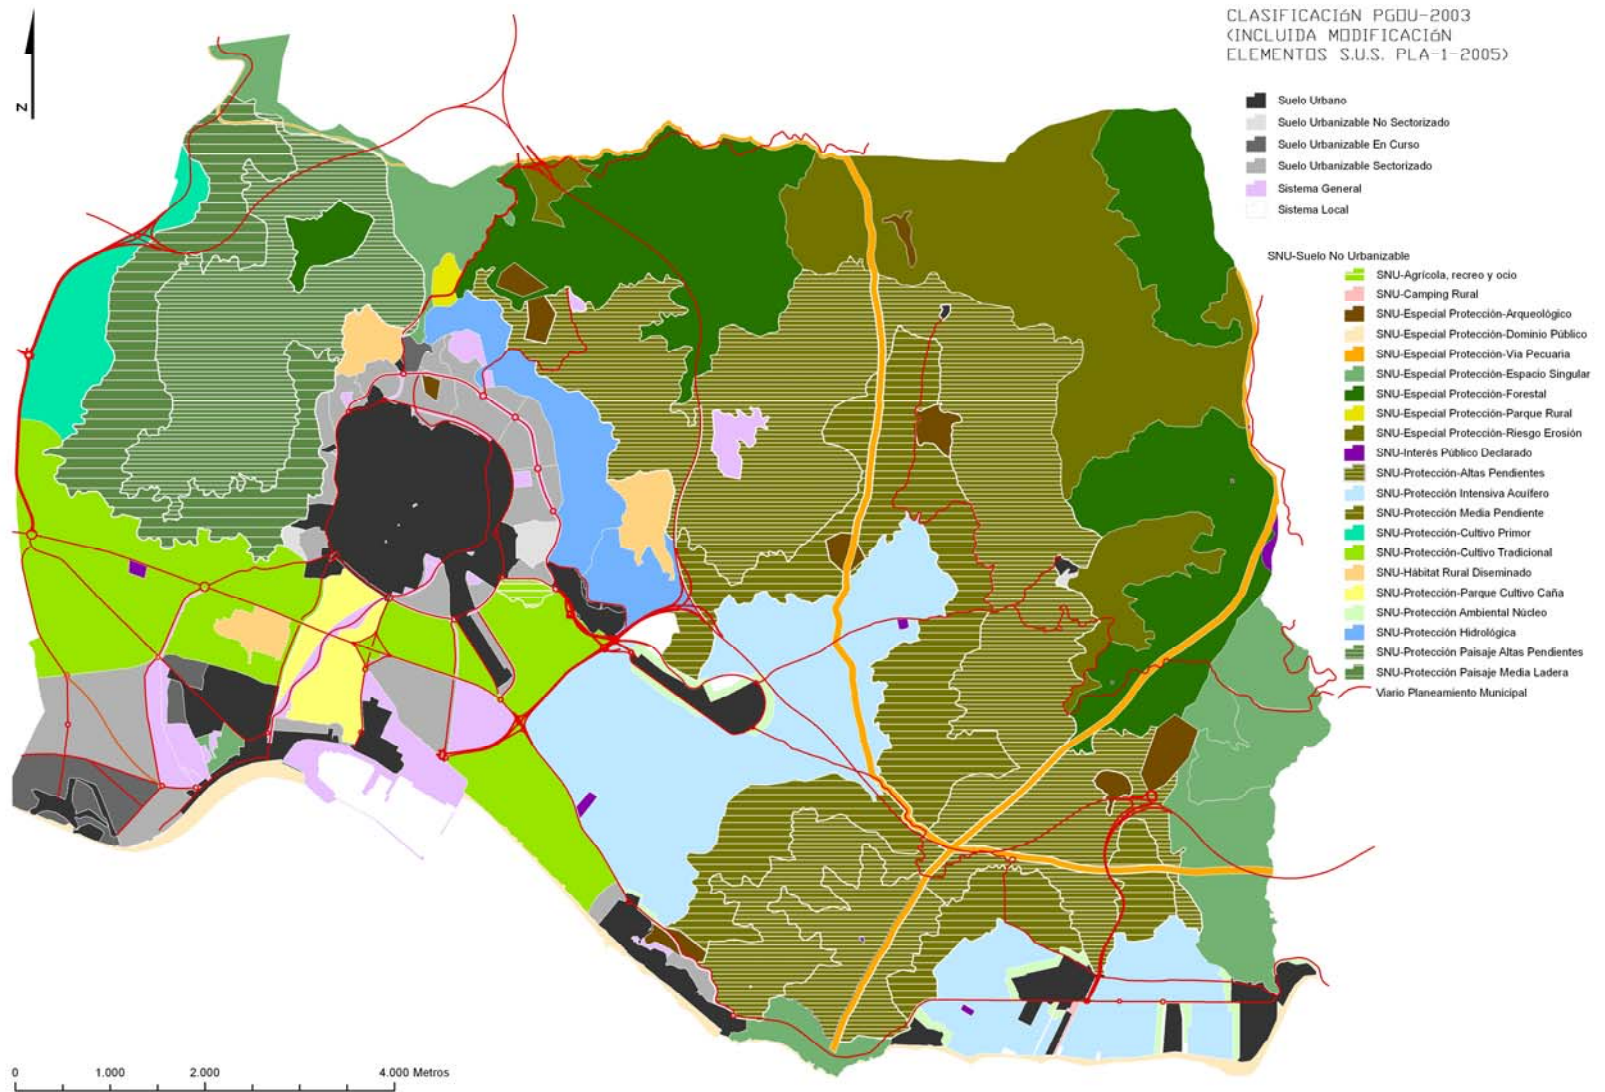 CLASIFICACIóN PGOU-2003
(INCLUIDA MODIFICACIóN
ELEMENTOS S.U.S. PLA-1-2005)
N
Suelo Urbano
Suelo Urbanizable No Sectorizado
Suelo Urbanizable En Curso
Suelo Urbanizable Sectorizado
Sistema General
Sistema Local
SNU-Suelo No Urbanizable
SNU-Agrícola, recreo y ocio
SNU-Camping Rural
SNU-Especial Protección-Arqueológico
SNU-Especial Protección-Dominio Público
SNU-Especial Protección-Via Pecuaria
SNU-Especial Protección-Espacio Singular
SNU-Especial Protección-Forestal
SNU-Especial Protección-Parque Rural
SNU-Especial Protección-Riesgo Erosión
SNU-Interés Público Declarado
SNU-Protección-Altas Pendientes
SNU-Protección Intensiva Acuífero
SNU-Protección Media Pendiente
SNU-Protección-Cultivo Primor
SNU-Protección-Cultivo Tradicional
SNU-Hábitat Rural Diseminado
SNU-Protección-Parque Cultivo Caña
SNU-Protección Ambiental Núcleo
SNU-Protección Hidrológica
SNU-Protección Paisaje Altas Pendientes
SNU-Protección Paisaje Media Ladera
Viario Planeamiento Municipal
0 1.000 2.000 4.000 Metros